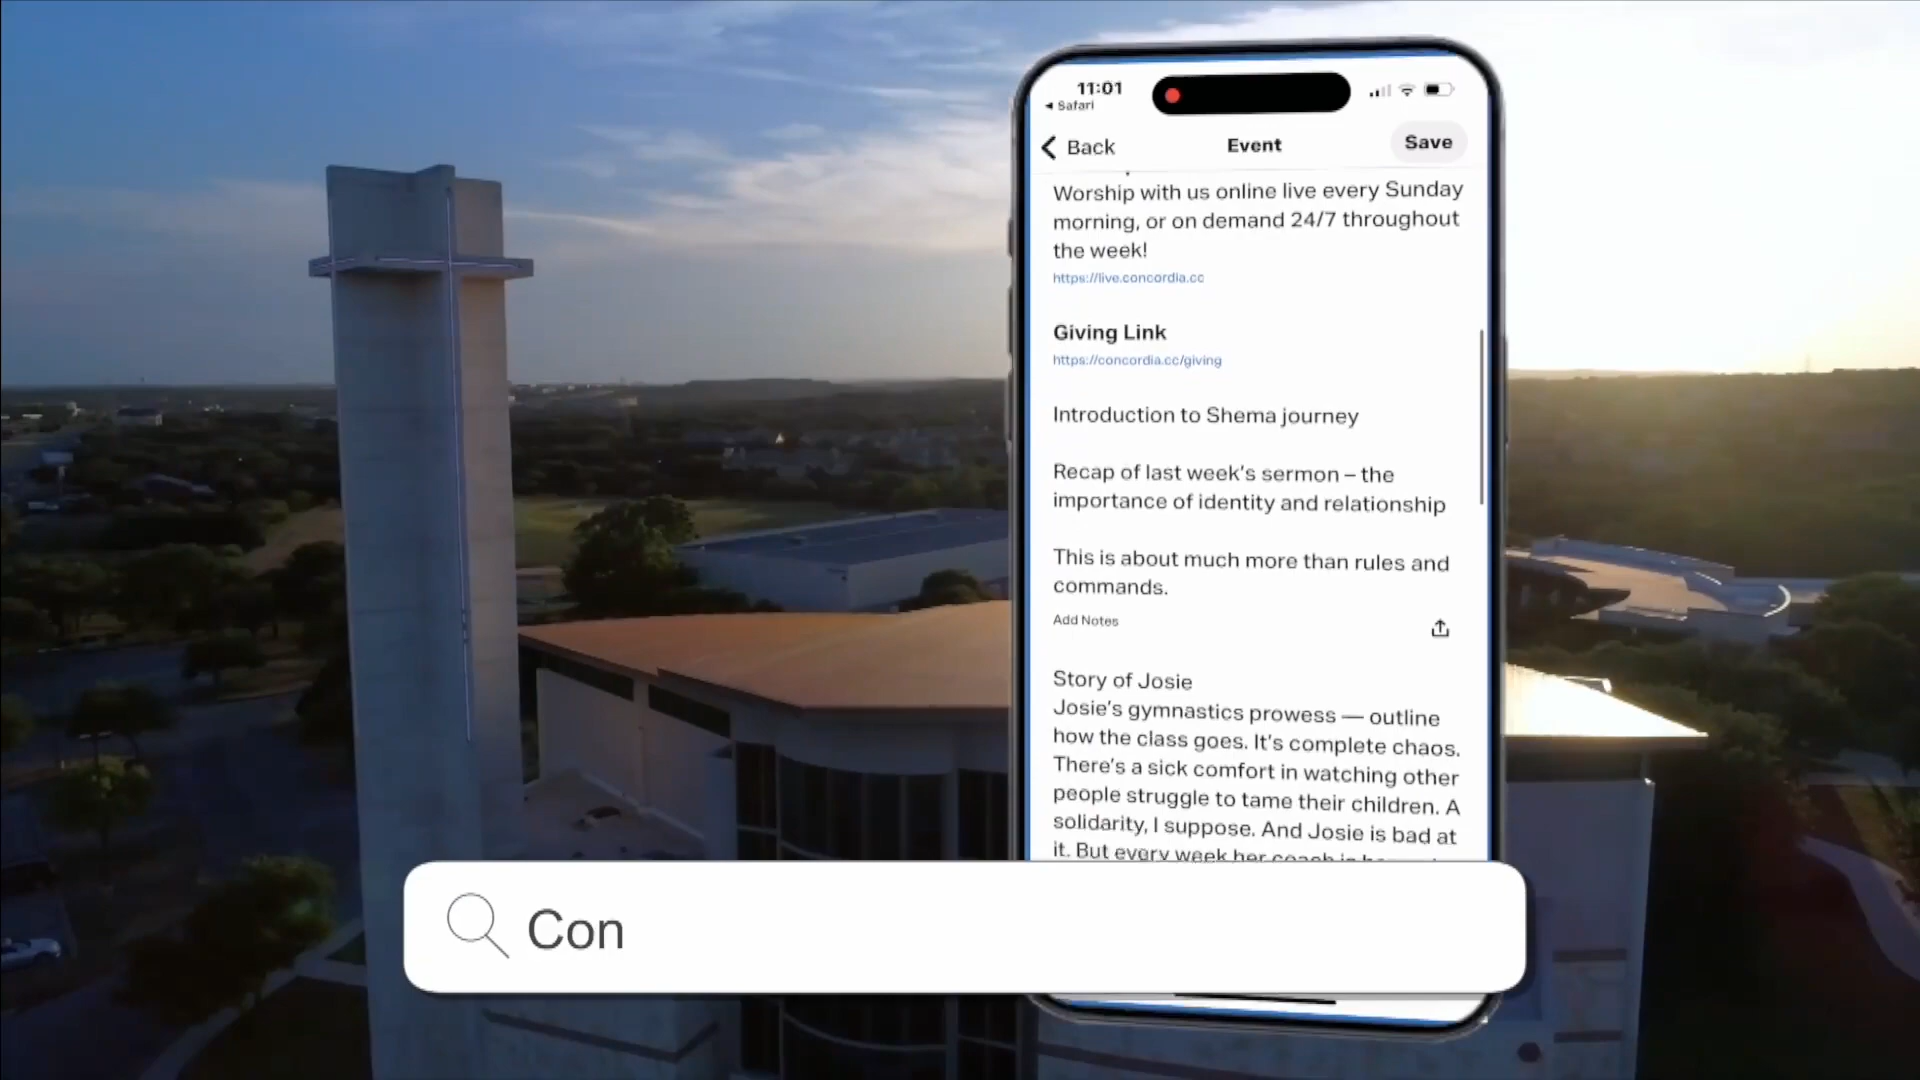 11:01
Safari
Back
Event
Save
Worship with us online live every Sunday
morning, or on demand 24/7 throughout
the week!
https://live.concordia.cc
Giving Link
https://concordia.cc/giving
Introduction to Shema journey
Recap of last week's sermon – the
importance of identity and relationship
This is about much more than rules and
commands.
Add Notes
Story of Josie
Josie's gymnastics prowess — outline
how the class goes. It's complete chaos.
There's a sick comfort in watching other
people struggle to tame their children. A
solidarity, I suppose. And Josie is bad at
it. But every week her coach is
Con